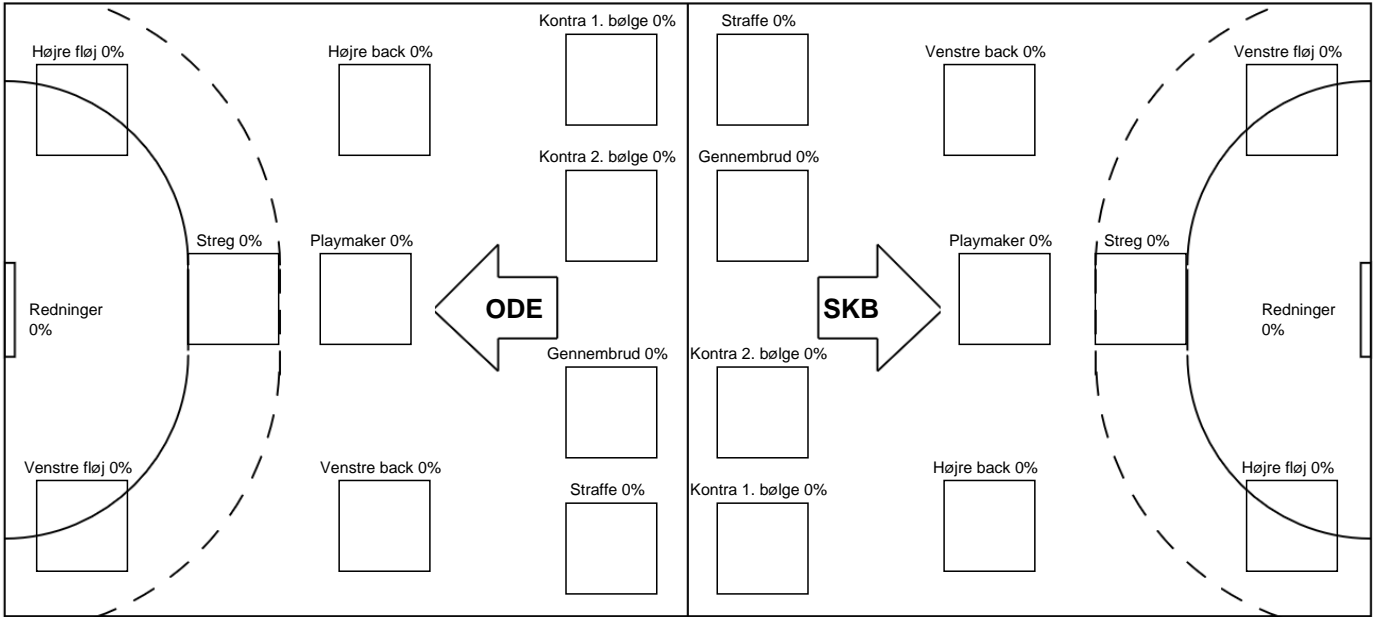 Kontra 1. bølge 0%
Straffe 0%
Højre fløj 0%
Højre back 0%
Venstre back 0%
Venstre fløj 0%
Kontra 2. bølge 0%
Gennembrud 0%
Streg 0%
Playmaker 0%
Playmaker 0%
Streg 0%
Redninger
0%
ODE
SKB
Redninger
0%
Gennembrud 0%
Kontra 2. bølge 0%
Venstre fløj 0%
Venstre back 0%
Straffe 0%
Kontra 1. bølge 0%
Højre back 0%
Højre fløj 0%